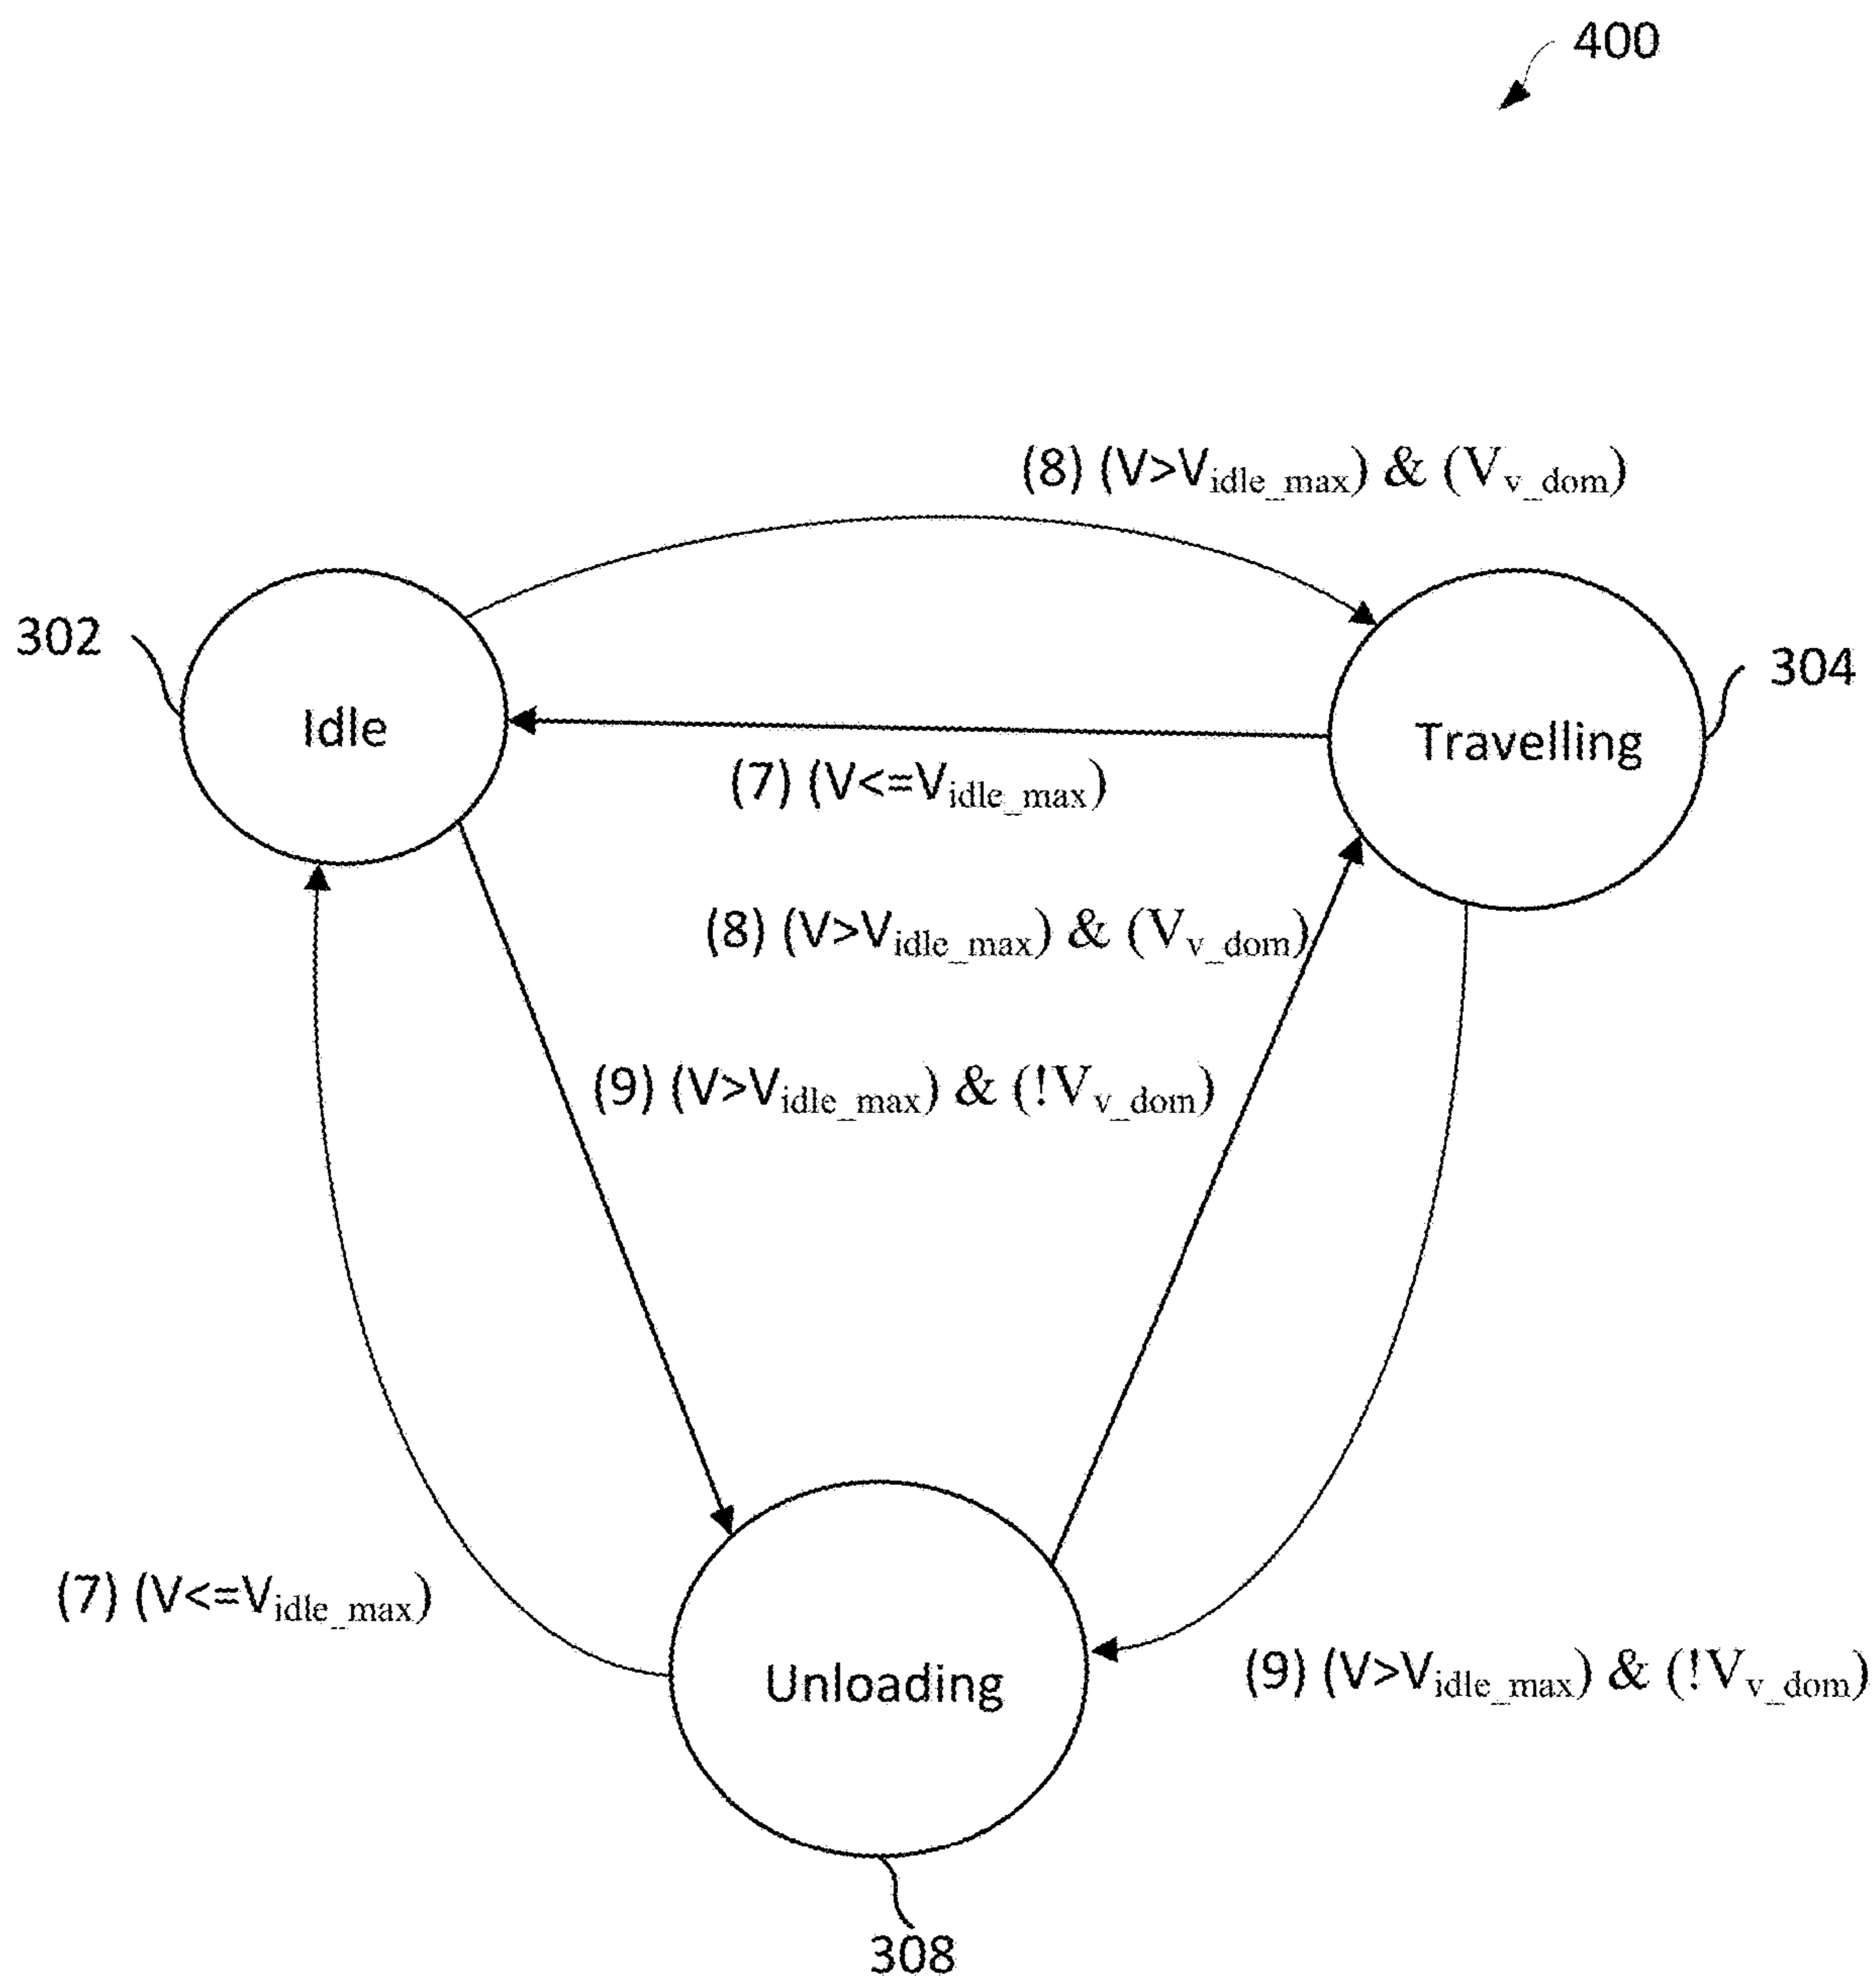 400
(8) (V>Vidle_max) & (Vv_dom)
302
304
Idle
Travelling
(7) (V<=Vidle_max)
(8) (V>Vidle_max) & (Vv_dom)
(9) (V>Vidle_max) & (!Vv_dom)
(7) (V<=Vidle_max)
Unloading
(9) (V>Vidle_max) & (!Vv_dom)
308